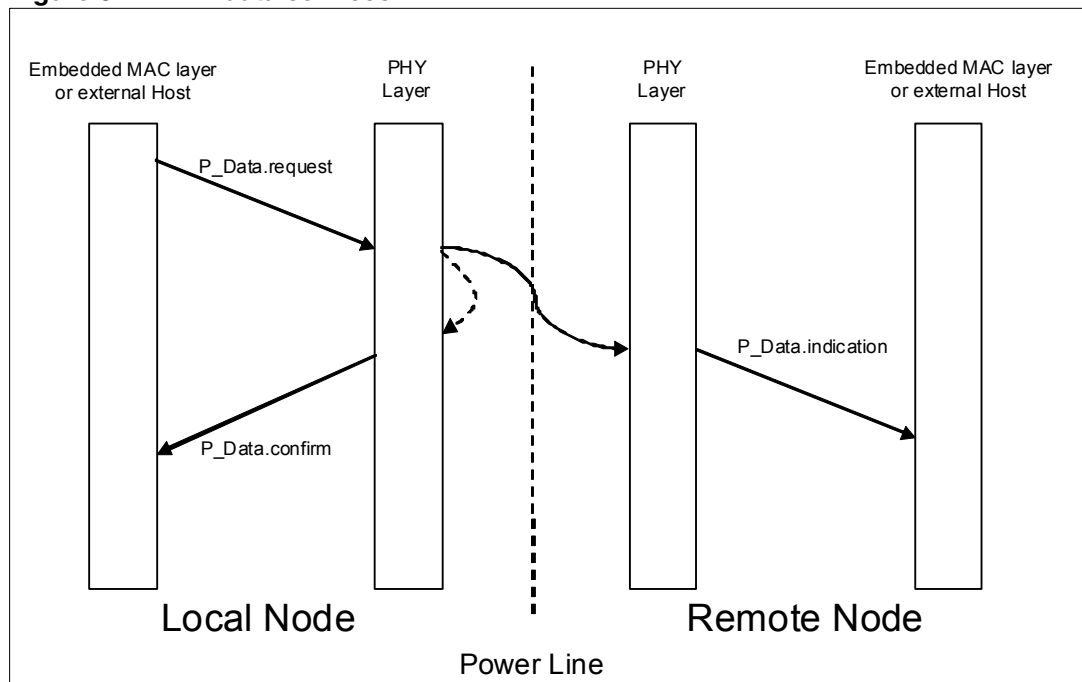 Embedded MAC layer
or external Host
PHY
Layer
PHY
Layer
Embedded MAC layer
or external Host
P_Data.request
P_Data.indication
P_Data.confirm
Local Node
Remote Node
Power Line